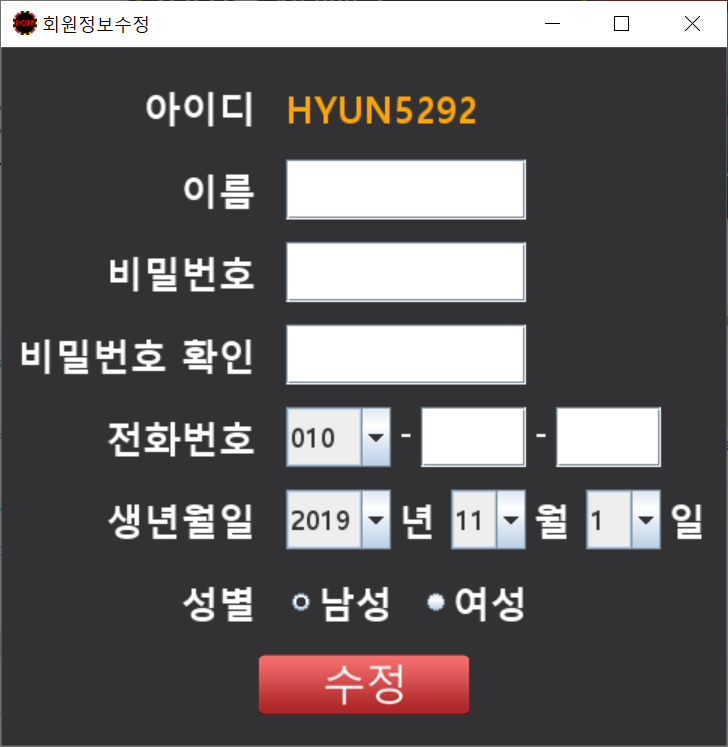 회원정보수정
아이디 HYUN5292
이름
비밀번호
비밀번호 확인
전화번호 010 - -
생년월일 2019 년 11 월 1 일
성별 남성 여성
수정